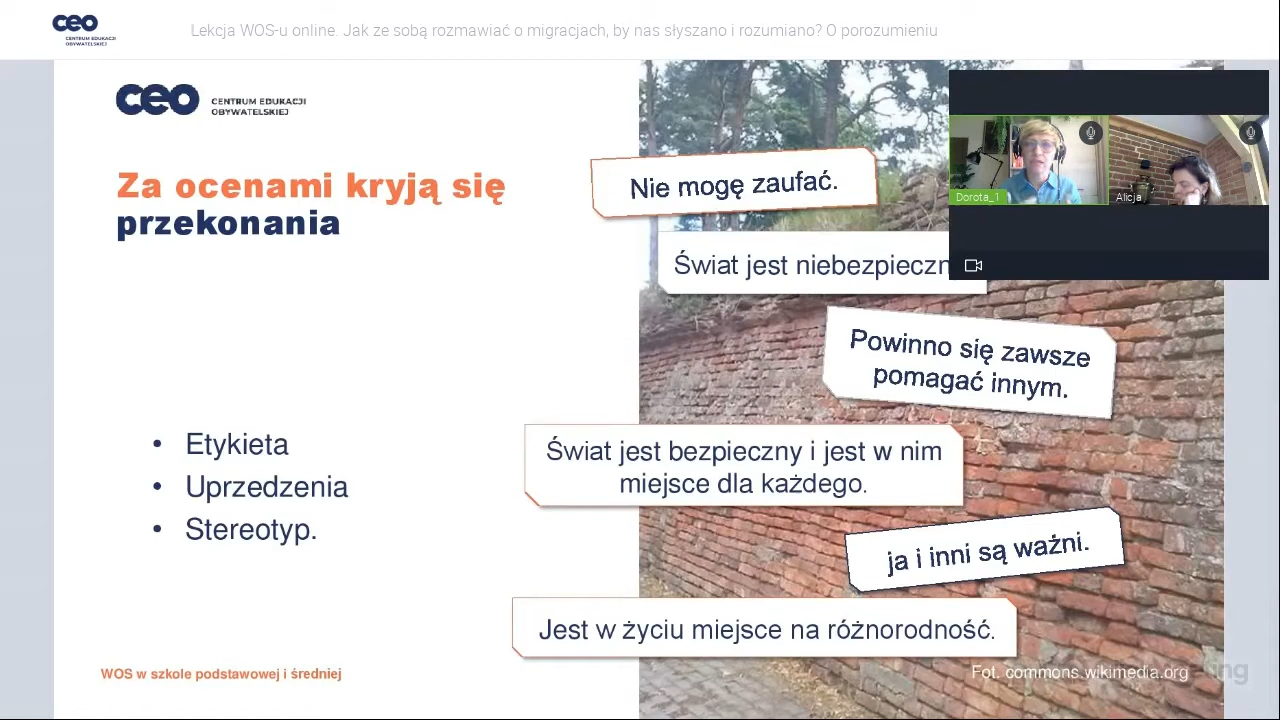 ceo
CENTRUM EDUKACJI
OBYWATELSKIEJ
Lekcja WOS-u online. Jak ze sobą rozmawiać o migracjach, by nas słyszano i rozumiano? O porozumieniu
ceo
CENTRUM EDUKACJI
OBYWATELSKIEJ
Za ocenami kryją się
przekonania
Nie mogę zaufać.
Świat jest niebezpieczn
Dorota_1
Alicja
Powinno się zawsze
pomagać innym.
Świat jest bezpieczny i jest w nim
miejsce dla każdego.
• Etykieta
• Uprzedzenia
• Stereotyp.
ja i inni są ważni.
Jest w życiu miejsce na różnorodność.
WOS w szkole podstawowej i średniej
Fot. commons.wikimedia.org